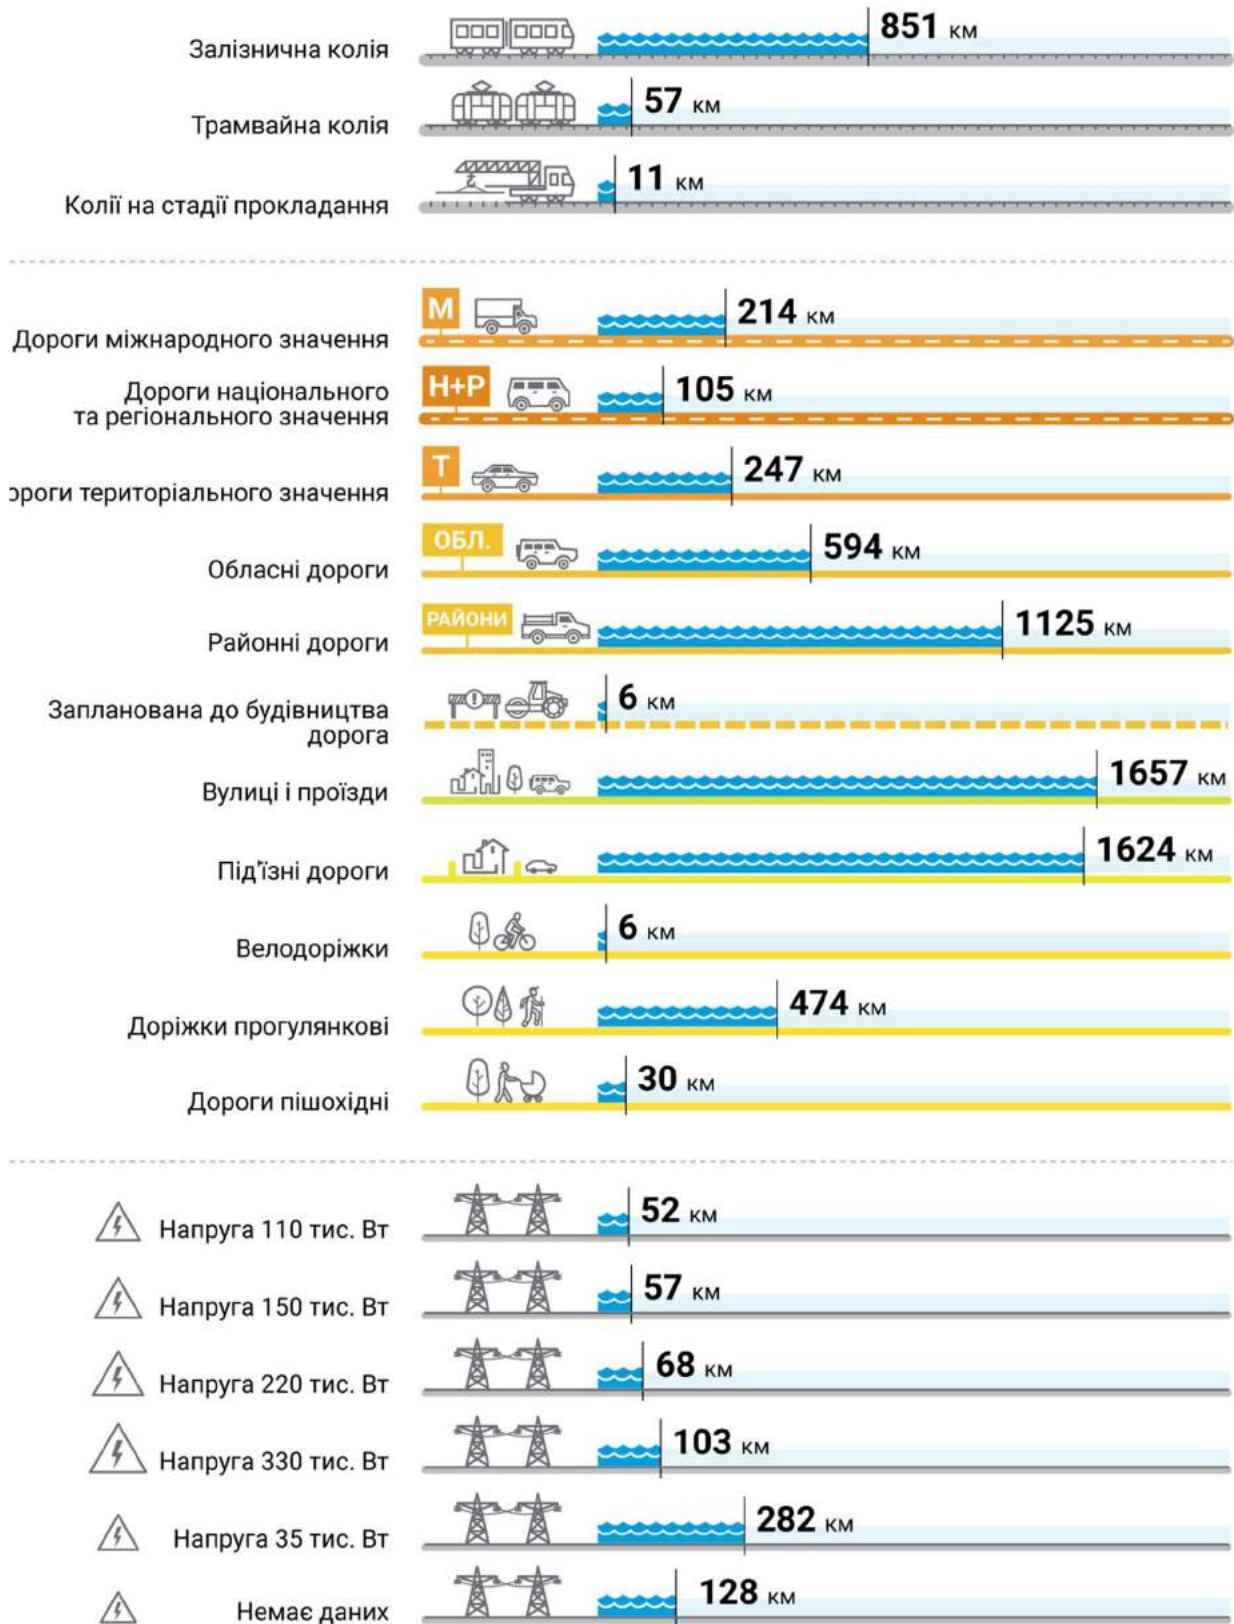 851 км
Залізнична колія
57 км
Трамвайна колія
11 км
Колії на стадії прокладання
М
214 км
Дороги міжнародного значення
Н+Р
105 км
Дороги національного
та регіонального значення
Т
247 км
ороги територіального значення
ОБЛ.
594 км
Обласні дороги
РАЙОНИ
1125 км
Районні дороги
6 км
Запланована до будівництва
дорога
1657 км
Вулиці і проїзди
1624 км
Під'їзні дороги
6 км
Велодоріжки
474 км
Доріжки прогулянкові
30 км
Дороги пішохідні
52 км
Напруга 110 тис. Вт
57 км
Напруга 150 тис. Вт
68 км
Напруга 220 тис. Вт
103 км
Напруга 330 тис. Вт
282 км
Напруга 35 тис. Вт
128 км
Немає даних